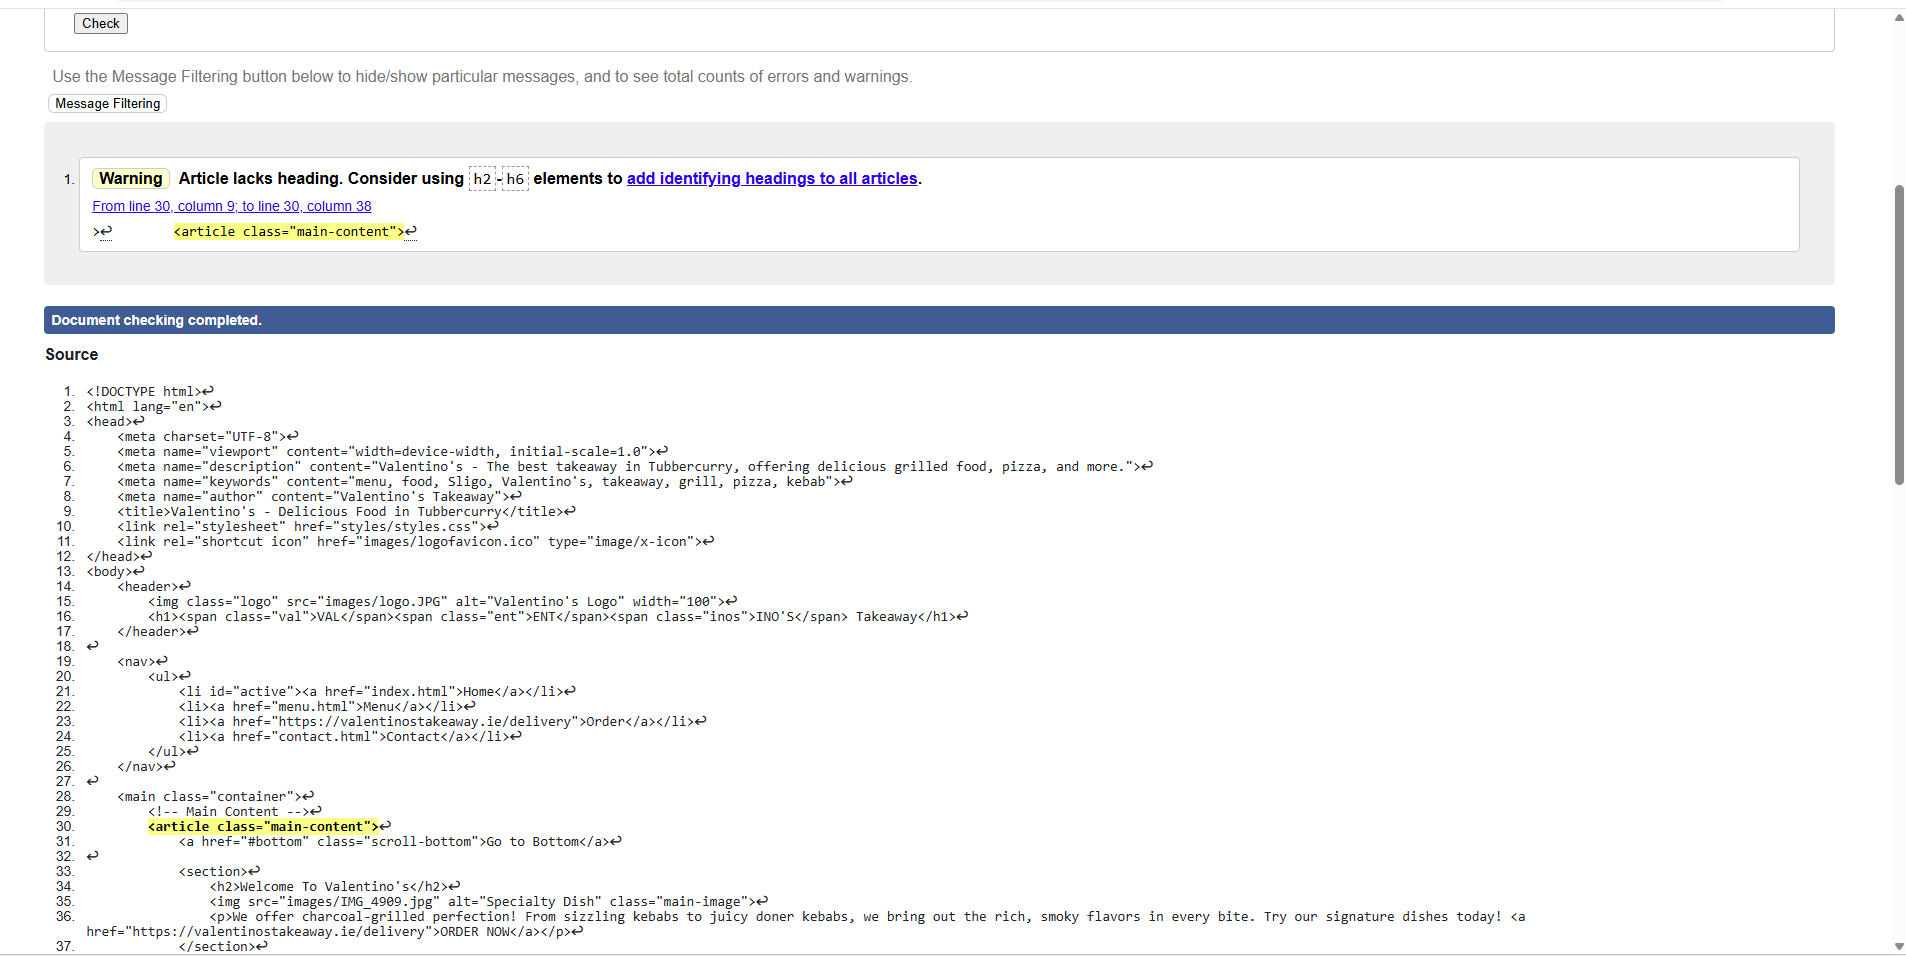 Check
Use the Message Filtering button below to hide/show particular messages, and to see total counts of errors and warnings.
Message Filtering
1. Warning Article lacks heading. Consider using h2-h6 elements to add identifying headings to all articles.
From line 30, column 9; to line 30, column 38
>↩        <article class="main-content">↩
Document checking completed.
Source
1. <!DOCTYPE html>↩
2. <html lang="en">↩
3. <head>↩
4.     <meta charset="UTF-8">↩
5.     <meta name="viewport" content="width=device-width, initial-scale=1.0">↩
6.     <meta name="description" content="Valentino's - The best takeaway in Tubbercurry, offering delicious grilled food, pizza, and more.">↩
7.     <meta name="keywords" content="menu, food, Sligo, Valentino's, takeaway, grill, pizza, kebab">↩
8.     <meta name="author" content="Valentino's Takeaway">↩
9.     <title>Valentino's - Delicious Food in Tubbercurry</title>↩
10.     <link rel="stylesheet" href="styles/styles.css">↩
11.     <link rel="shortcut icon" href="images/logofavicon.ico" type="image/x-icon">↩
12. </head>↩
13. <body>↩
14.     <header>↩
15.         <img class="logo" src="images/logo.JPG" alt="Valentino's Logo" width="100">↩
16.         <h1><span class="val">VAL</span><span class="ent">ENT</span><span class="inos">INO'S</span> Takeaway</h1>↩
17.     </header>↩
18. ↩
19.     <nav>↩
20.         <ul>↩
21.             <li id="active"><a href="index.html">Home</a></li>↩
22.             <li><a href="menu.html">Menu</a></li>↩
23.             <li><a href="https://valentinostakeaway.ie/delivery">Order</a></li>↩
24.             <li><a href="contact.html">Contact</a></li>↩
25.         </ul>↩
26.     </nav>↩
27. ↩
28.     <main class="container">↩
29.         <!-- Main Content -->↩
30.         <article class="main-content">↩
31.             <a href="#bottom" class="scroll-bottom">Go to Bottom</a>↩
32. ↩
33.             <section>↩
34.                 <h2>Welcome To Valentino's</h2>↩
35.                 <img src="images/IMG_4909.jpg" alt="Specialty Dish" class="main-image">↩
36.                 <p>We offer charcoal-grilled perfection! From sizzling kebabs to juicy doner kebabs, we bring out the rich, smoky flavors in every bite. Try our signature dishes today! <a
href="https://valentinostakeaway.ie/delivery">ORDER NOW</a></p>↩
37.             </section>↩